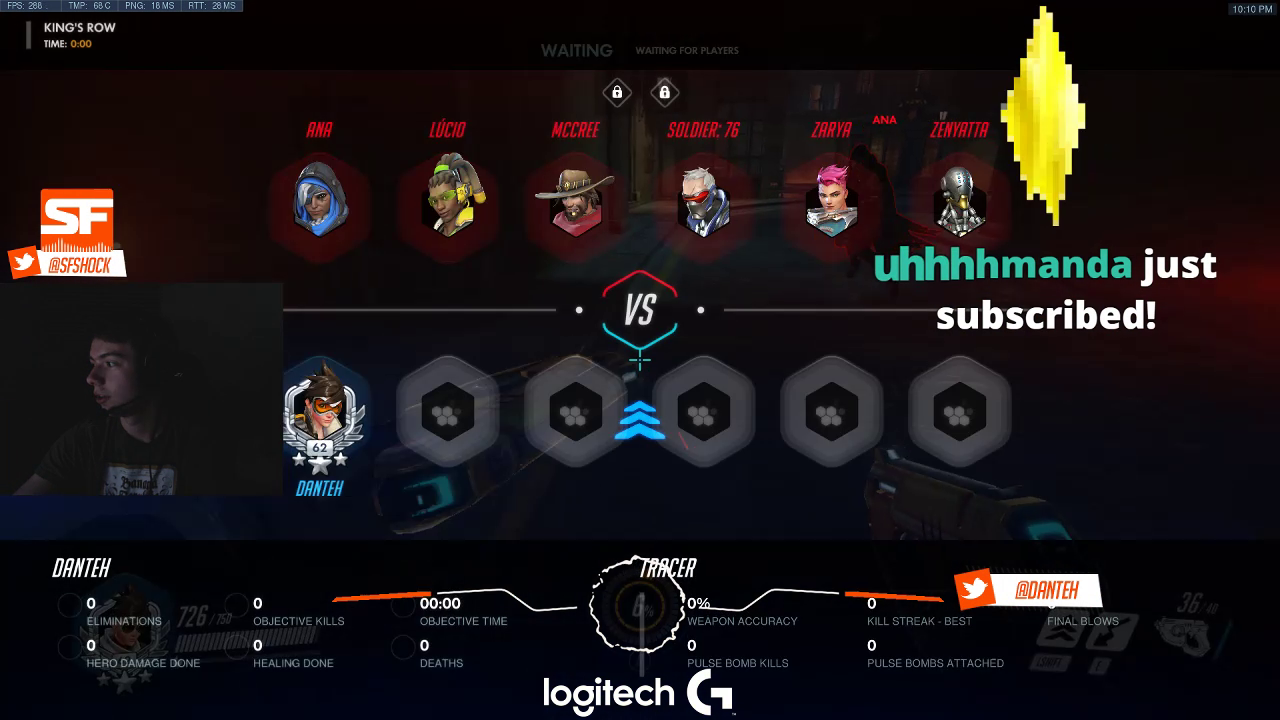 FPS: 288 TMP: 68 C PNG: 18 MS RTT: 28 MS
10:10 PM
KING'S ROW
TIME: 0:00
WAITING WAITING FOR PLAYERS
ANA LÚCIO MCCREE SOLDIER: 76 ZARYA ANA ZENYATTA
SF
@SFSHOCK
uhhhhmanda just
subscribed!
VS
62
DANTEH
DANTEH TRACER
@DANTEH
0 ELIMINATIONS
0 OBJECTIVE KILLS
00:00 OBJECTIVE TIME
0% WEAPON ACCURACY
0 KILL STREAK - BEST
FINAL BLOWS
0 HERO DAMAGE DONE
0 HEALING DONE
0 DEATHS
0 PULSE BOMB KILLS
0 PULSE BOMBS ATTACHED
726 / 750
36/40
logitech G